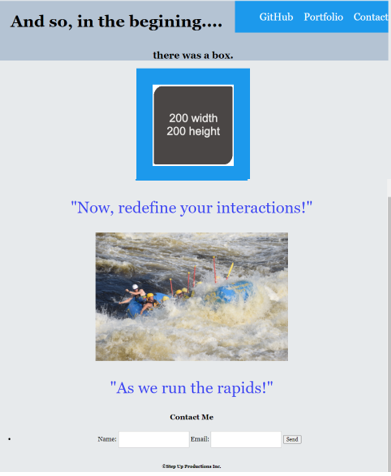 And so, in the begining....
GitHub Portfolio Contact
there was a box.
200 width
200 height
"Now, redefine your interactions!"
"As we run the rapids!"
Contact Me
Name: Email: Send
©Step Up Productions Inc.